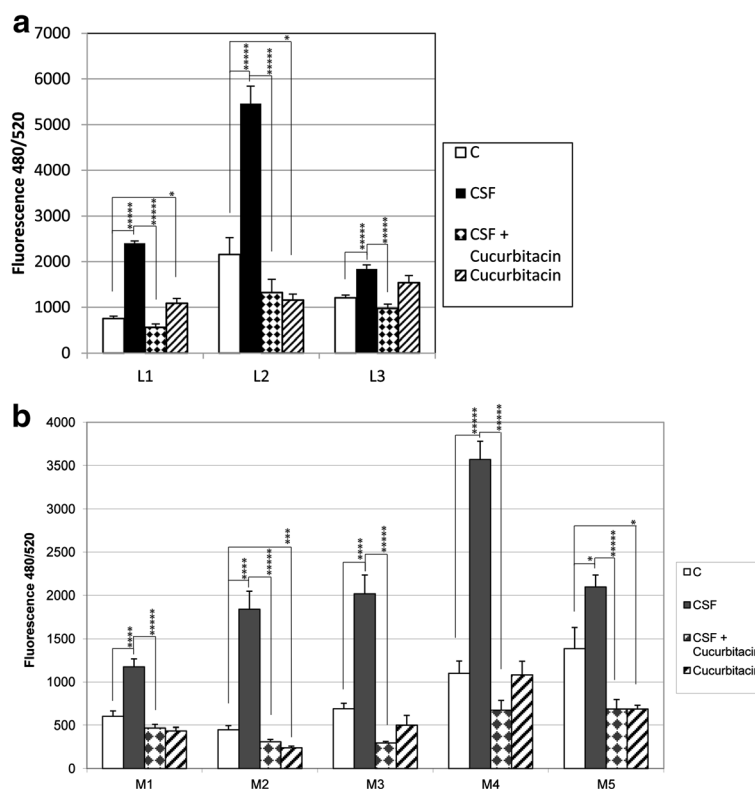 a
Fluorescence 480/520
7000
6000
5000
4000
3000
2000
1000
0
*****
*****
*
*****
*****
*
*****
*****
L1
L2
L3
C
CSF
CSF +
Cucurbitacin
Cucurbitacin
b
Fluorescence 480/520
4000
3500
3000
2500
2000
1500
1000
500
0
****
*****
****
*****
***
****
*****
*****
*****
*
*****
*
M1
M2
M3
M4
M5
C
CSF
CSF +
Cucurbitacin
Cucurbitacin